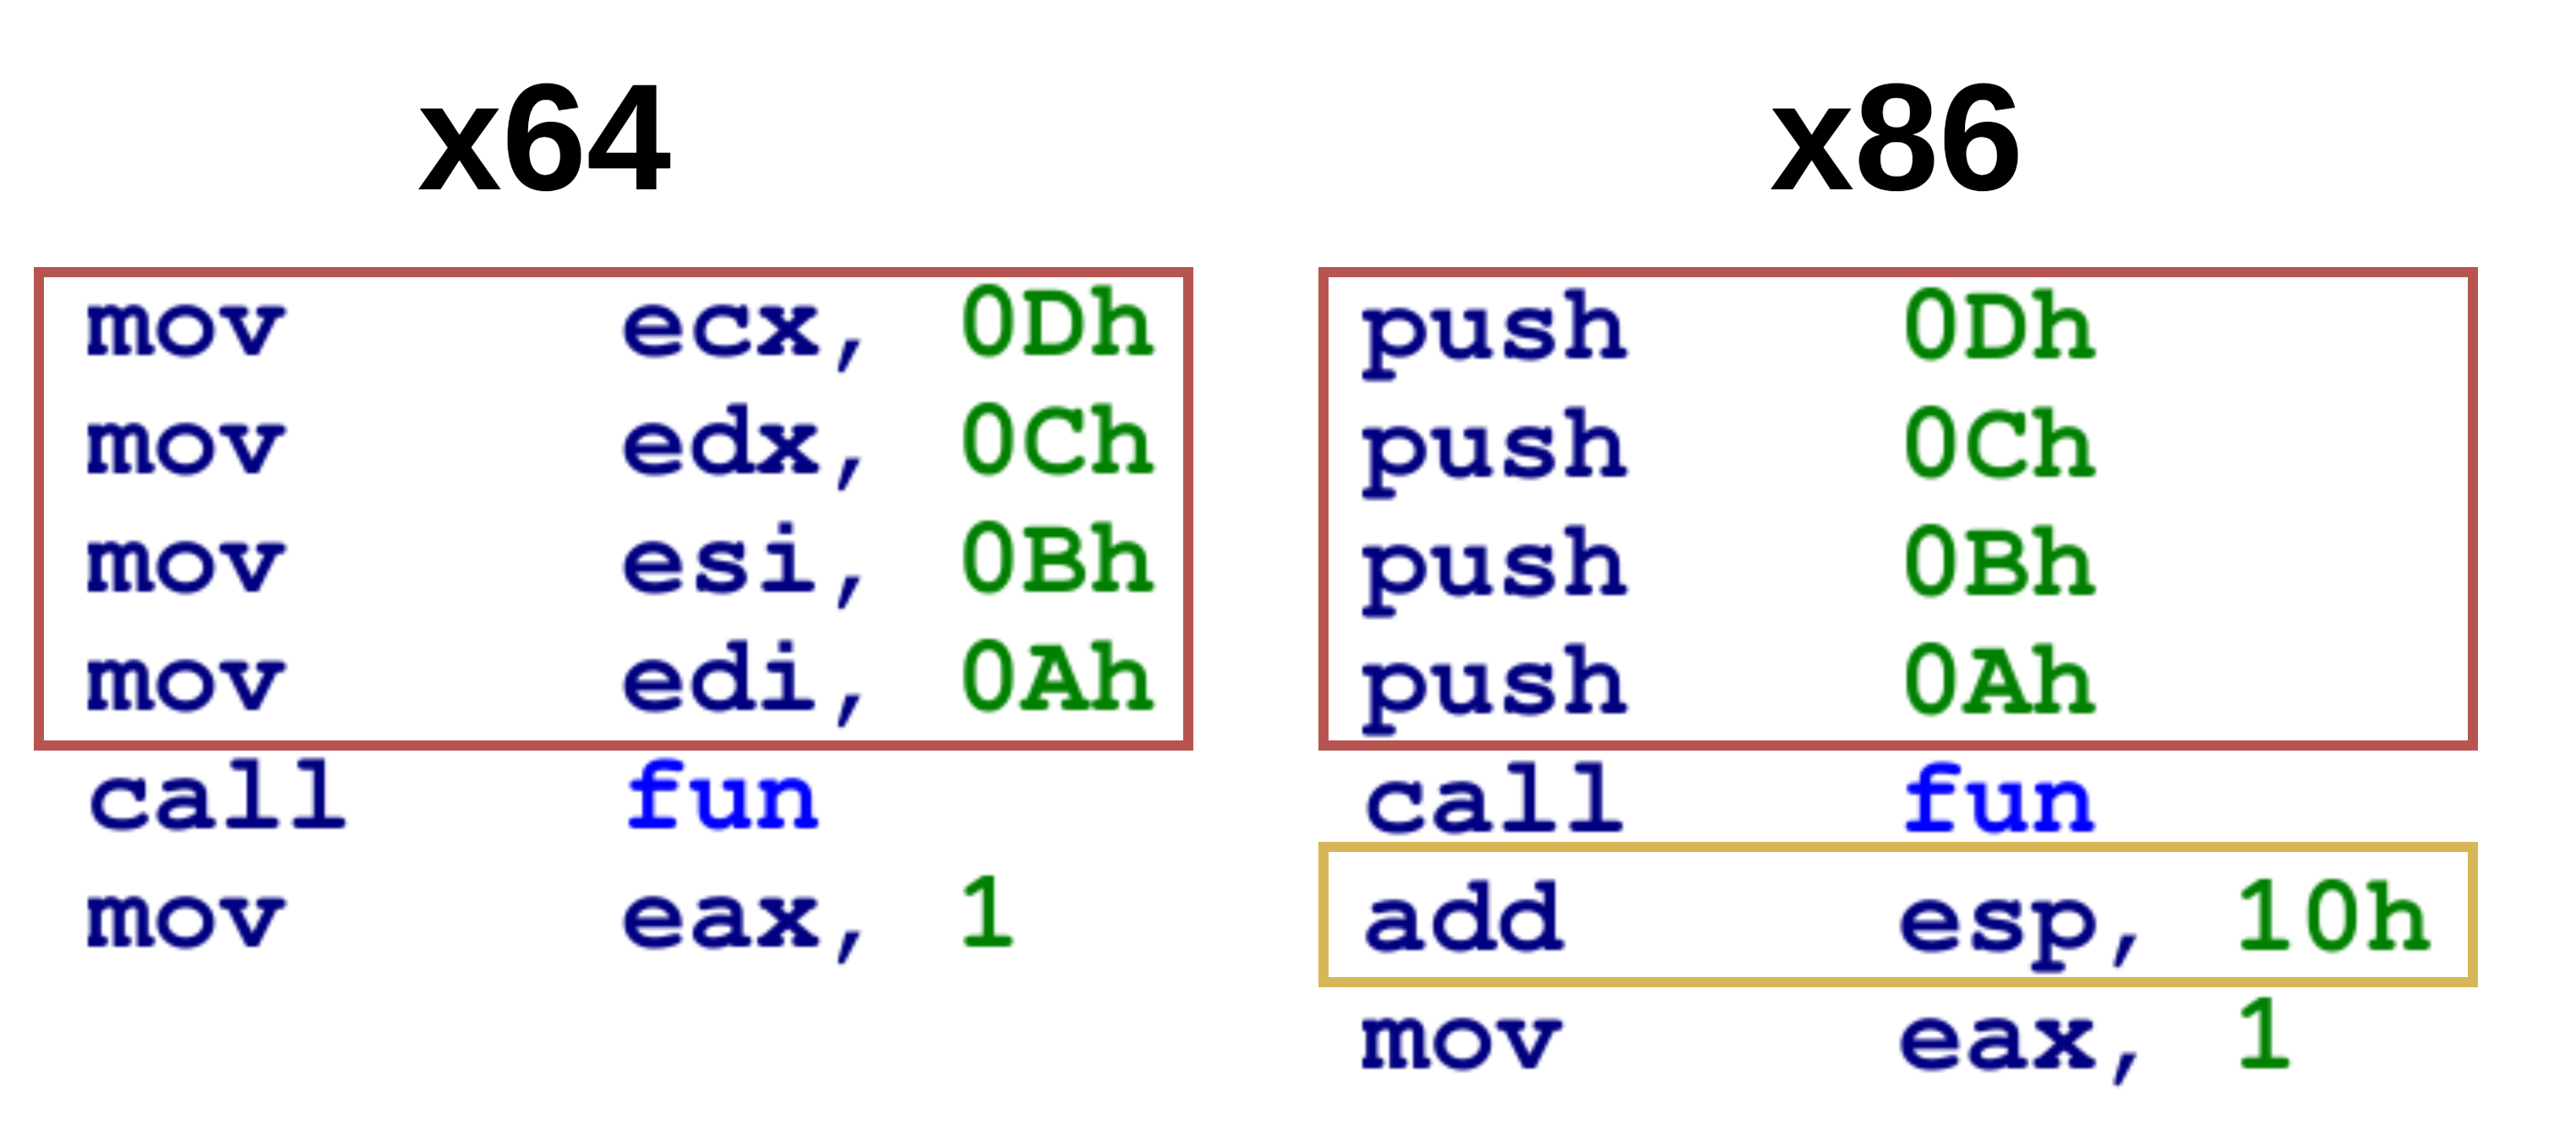 x64
mov ecx, 0Dh
mov edx, 0Ch
mov esi, 0Bh
mov edi, 0Ah
call fun
mov eax, 1
x86
push 0Dh
push 0Ch
push 0Bh
push 0Ah
call fun
add esp, 10h
mov eax, 1